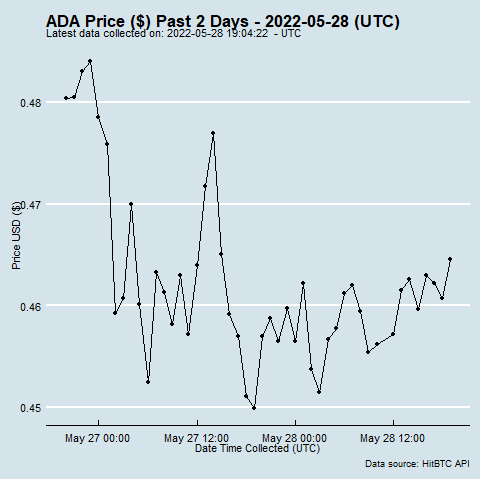 ADA Price ($) Past 2 Days - 2022-05-28 (UTC)
Latest data collected on: 2022-05-28 19:04:22 - UTC
0.48
0.47
0.46
0.45
Price USD ($)
May 27 00:00 May 27 12:00 May 28 00:00 May 28 12:00
Date Time Collected (UTC)
Data source: HitBTC API